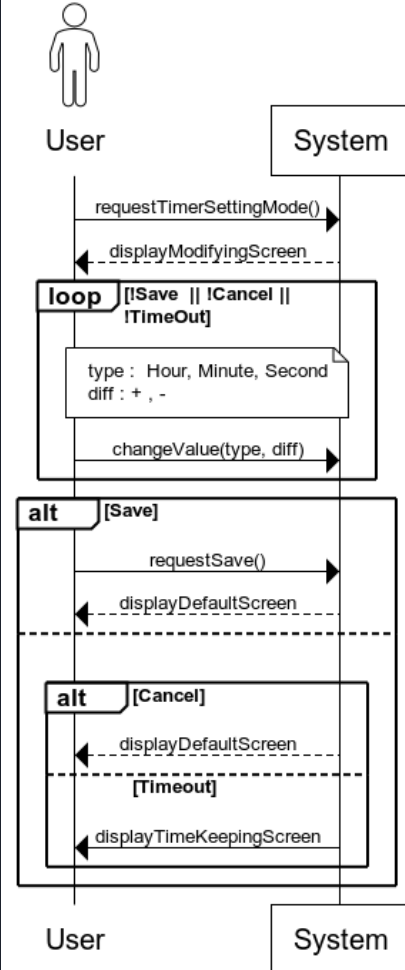 User
System
requestTimerSettingMode()
displayModifyingScreen
loop
[!Save || !Cancel ||
!TimeOut]
type : Hour, Minute, Second
diff : + , -
changeValue(type, diff)
alt
[Save]
requestSave()
displayDefaultScreen
alt
[Cancel]
displayDefaultScreen
[Timeout]
displayTimeKeepingScreen
User
System